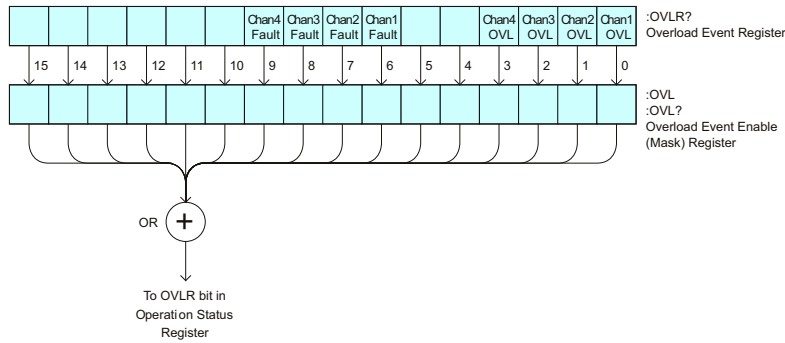 Chan4 Chan3 Chan2 Chan1 Chan4 Chan3 Chan2 Chan1
Fault Fault Fault Fault OVL OVL OVL OVL
:OVLR?
Overload Event Register
15 14 13 12 11 10 9 8 7 6 5 4 3 2 1 0
:OVL
:OVL?
Overload Event Enable
(Mask) Register
OR +
To OVLR bit in
Operation Status
Register